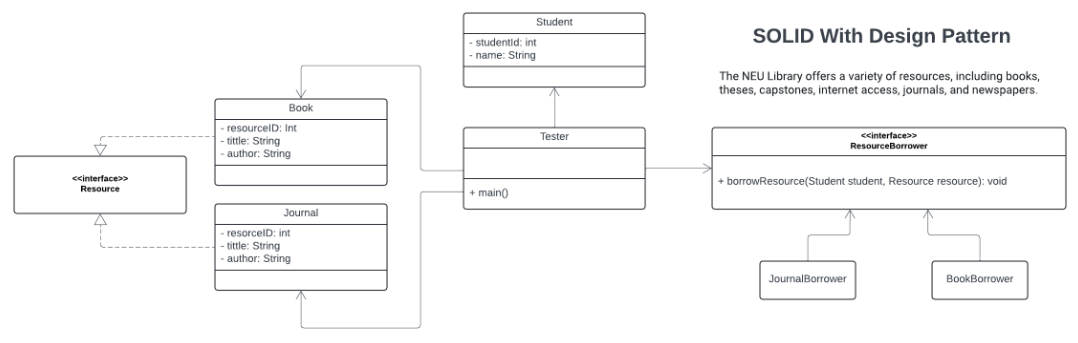 SOLID With Design Pattern
The NEU Library offers a variety of resources, including books,
theses, capstones, internet access, journals, and newspapers.
Student
- studentId: int
- name: String
Book
- resourceID: Int
- tittle: String
- author: String
Tester
+ main()
<<interface>>
ResourceBorrower
+ borrowResource(Student student, Resource resource): void
<<interface>>
Resource
Journal
- resorceID: int
- tittle: String
- author: String
JournalBorrower
BookBorrower